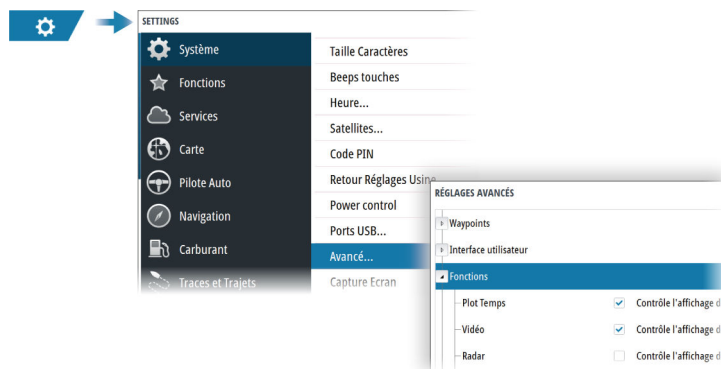 SETTINGS
Système
Fonctions
Services
Carte
Pilote Auto
Navigation
Carburant
Traces et Trajets
Taille Caractères
Beeps touches
Heure...
Satellites...
Code PIN
Retour Réglages Usine
Power control
Ports USB...
Avancé...
Capture Ecran
RÉGLAGES AVANCÉS
Waypoints
Interface utilisateur
Fonctions
Plot Temps Contrôle l'affichage d
Vidéo Contrôle l'affichage d
Radar Contrôle l'affichage d